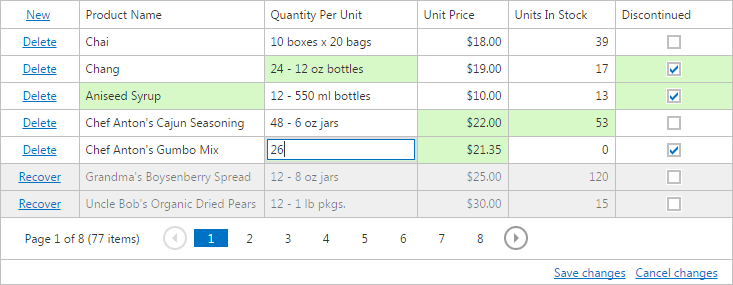 New Product Name Quantity Per Unit Unit Price Units In Stock Discontinued
Delete Chai 10 boxes x 20 bags $18.00 39
Delete Chang 24 - 12 oz bottles $19.00 17
Delete Aniseed Syrup 12 - 550 ml bottles $10.00 13
Delete Chef Anton's Cajun Seasoning 48 - 6 oz jars $22.00 53
Delete Chef Anton's Gumbo Mix 26 $21.35 0
Recover Grandma's Boysenberry Spread 12 - 8 oz jars $25.00 120
Recover Uncle Bob's Organic Dried Pears 12 - 1 lb pkgs. $30.00 15
Page 1 of 8 (77 items) 1 2 3 4 5 6 7 8
Save changes Cancel changes